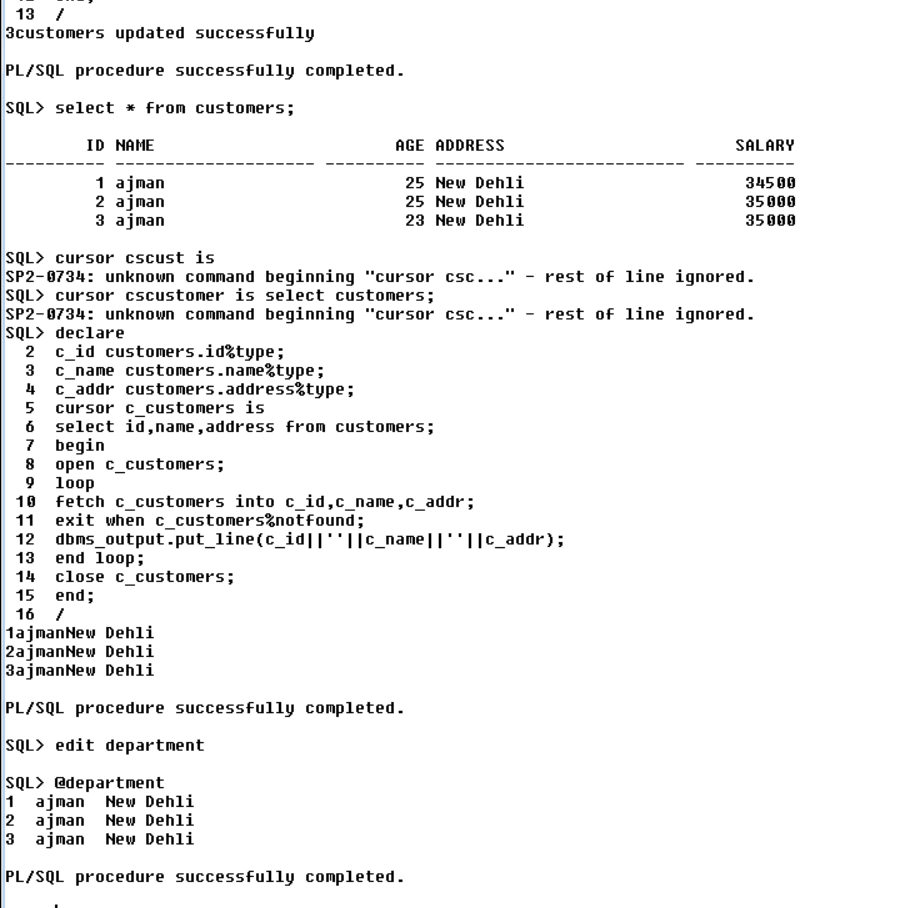 13  /
3customers updated successfully
PL/SQL procedure successfully completed.
SQL> select * from customers;
        ID NAME                        AGE ADDRESS                       SALARY
---------- -------------------- ---------- ------------------------- ----------
         1 ajman                        25 New Dehli                      34500
         2 ajman                        25 New Dehli                      35000
         3 ajman                        23 New Dehli                      35000
SQL> cursor cscust is
SP2-0734: unknown command beginning "cursor csc..." - rest of line ignored.
SQL> cursor cscustomer is select customers;
SP2-0734: unknown command beginning "cursor csc..." - rest of line ignored.
SQL> declare
  2  c_id customers.id%type;
  3  c_name customers.name%type;
  4  c_addr customers.address%type;
  5  cursor c_customers is
  6  select id,name,address from customers;
  7  begin
  8  open c_customers;
  9  loop
 10  fetch c_customers into c_id,c_name,c_addr;
 11  exit when c_customers%notfound;
 12  dbms_output.put_line(c_id||''||c_name||''||c_addr);
 13  end loop;
 14  close c_customers;
 15  end;
 16  /
1ajmanNew Dehli
2ajmanNew Dehli
3ajmanNew Dehli
PL/SQL procedure successfully completed.
SQL> edit department
SQL> @department
1  ajman  New Dehli
2  ajman  New Dehli
3  ajman  New Dehli
PL/SQL procedure successfully completed.